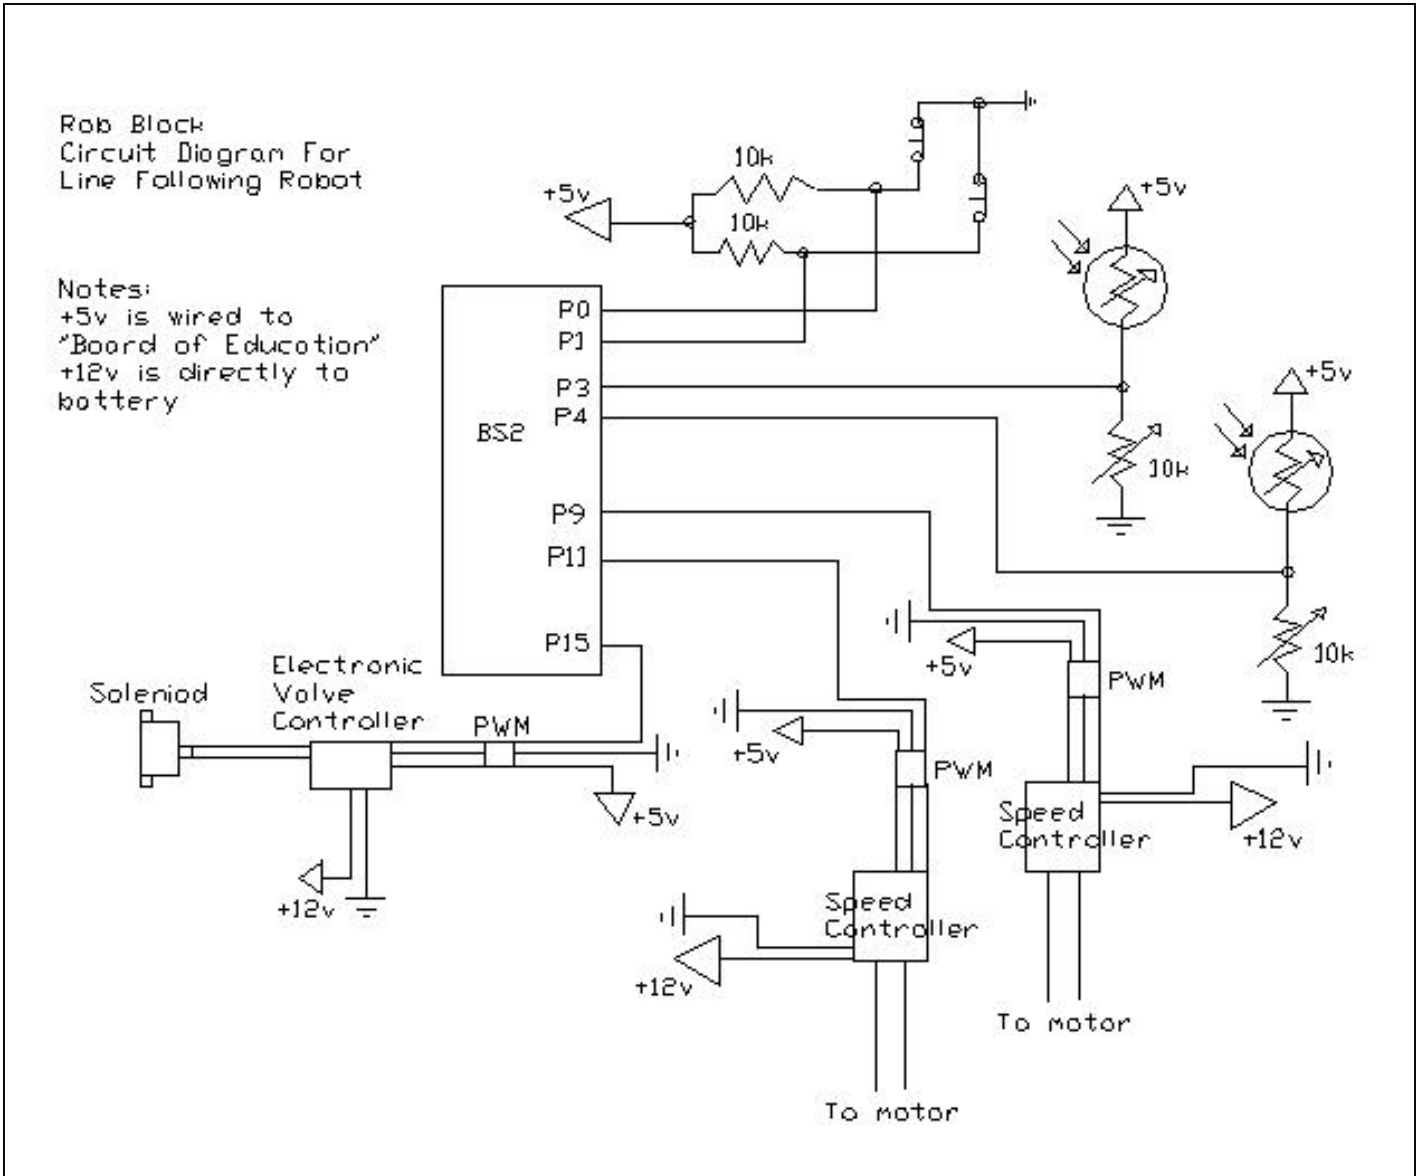 Rob Block
Circuit Diagram For
Line Following Robot
Notes:
+5v is wired to
"Board of Education"
+12v is directly to
battery
10k
+5v
10k
+5v
+5v
P0
P1
P3
P4
BS2
10k
P9
P11
P15
10k
+5v
PWM
Electronic
Valve
Controller
Soleniod
PWM
+5v
PWM
+5v
Speed
Controller
+12v
+12v
Speed
Controller
+12v
To motor
To motor